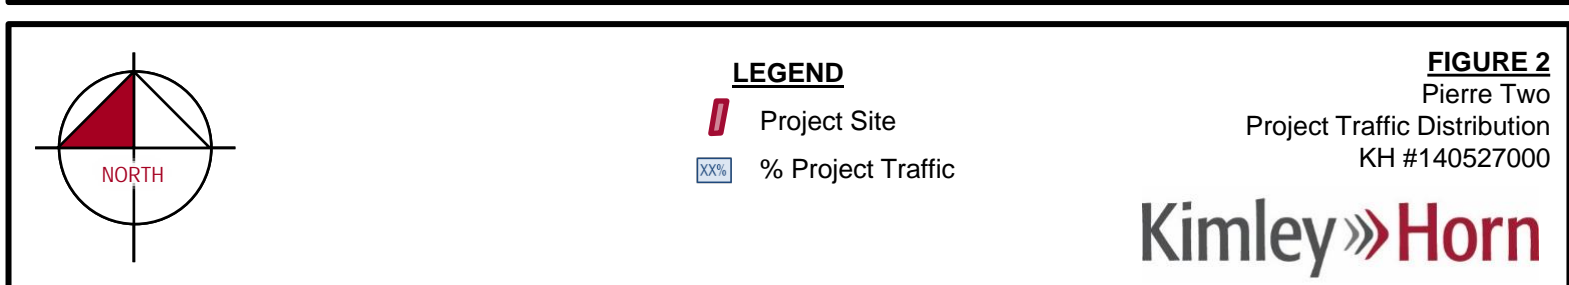 NORTH
LEGEND
Project Site
XX% % Project Traffic
FIGURE 2
Pierre Two
Project Traffic Distribution
KH #140527000
Kimley»Horn